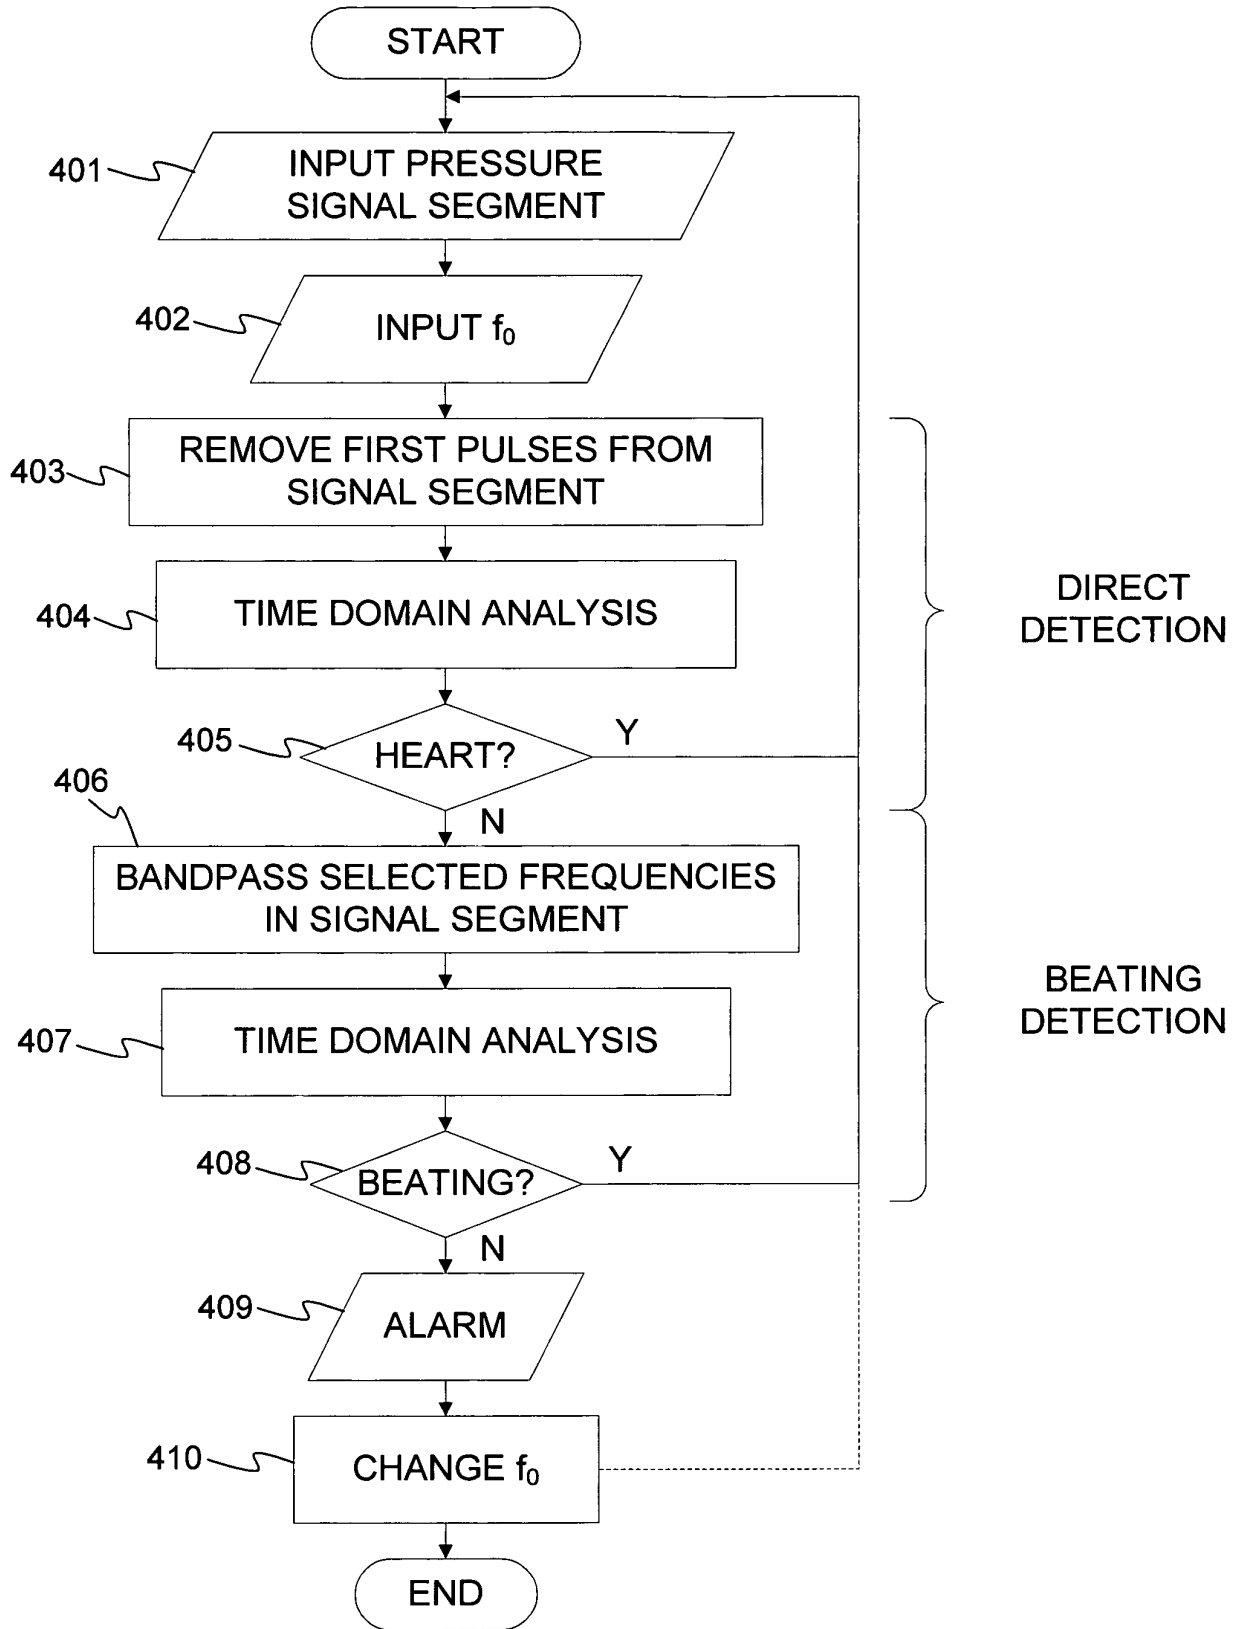 START
401
INPUT PRESSURE
SIGNAL SEGMENT
402
INPUT f₀
403
REMOVE FIRST PULSES FROM
SIGNAL SEGMENT
404
TIME DOMAIN ANALYSIS
DIRECT
DETECTION
405
HEART?
Y
N
406
BANDPASS SELECTED FREQUENCIES
IN SIGNAL SEGMENT
407
TIME DOMAIN ANALYSIS
BEATING
DETECTION
408
BEATING?
Y
N
409
ALARM
410
CHANGE f₀
END